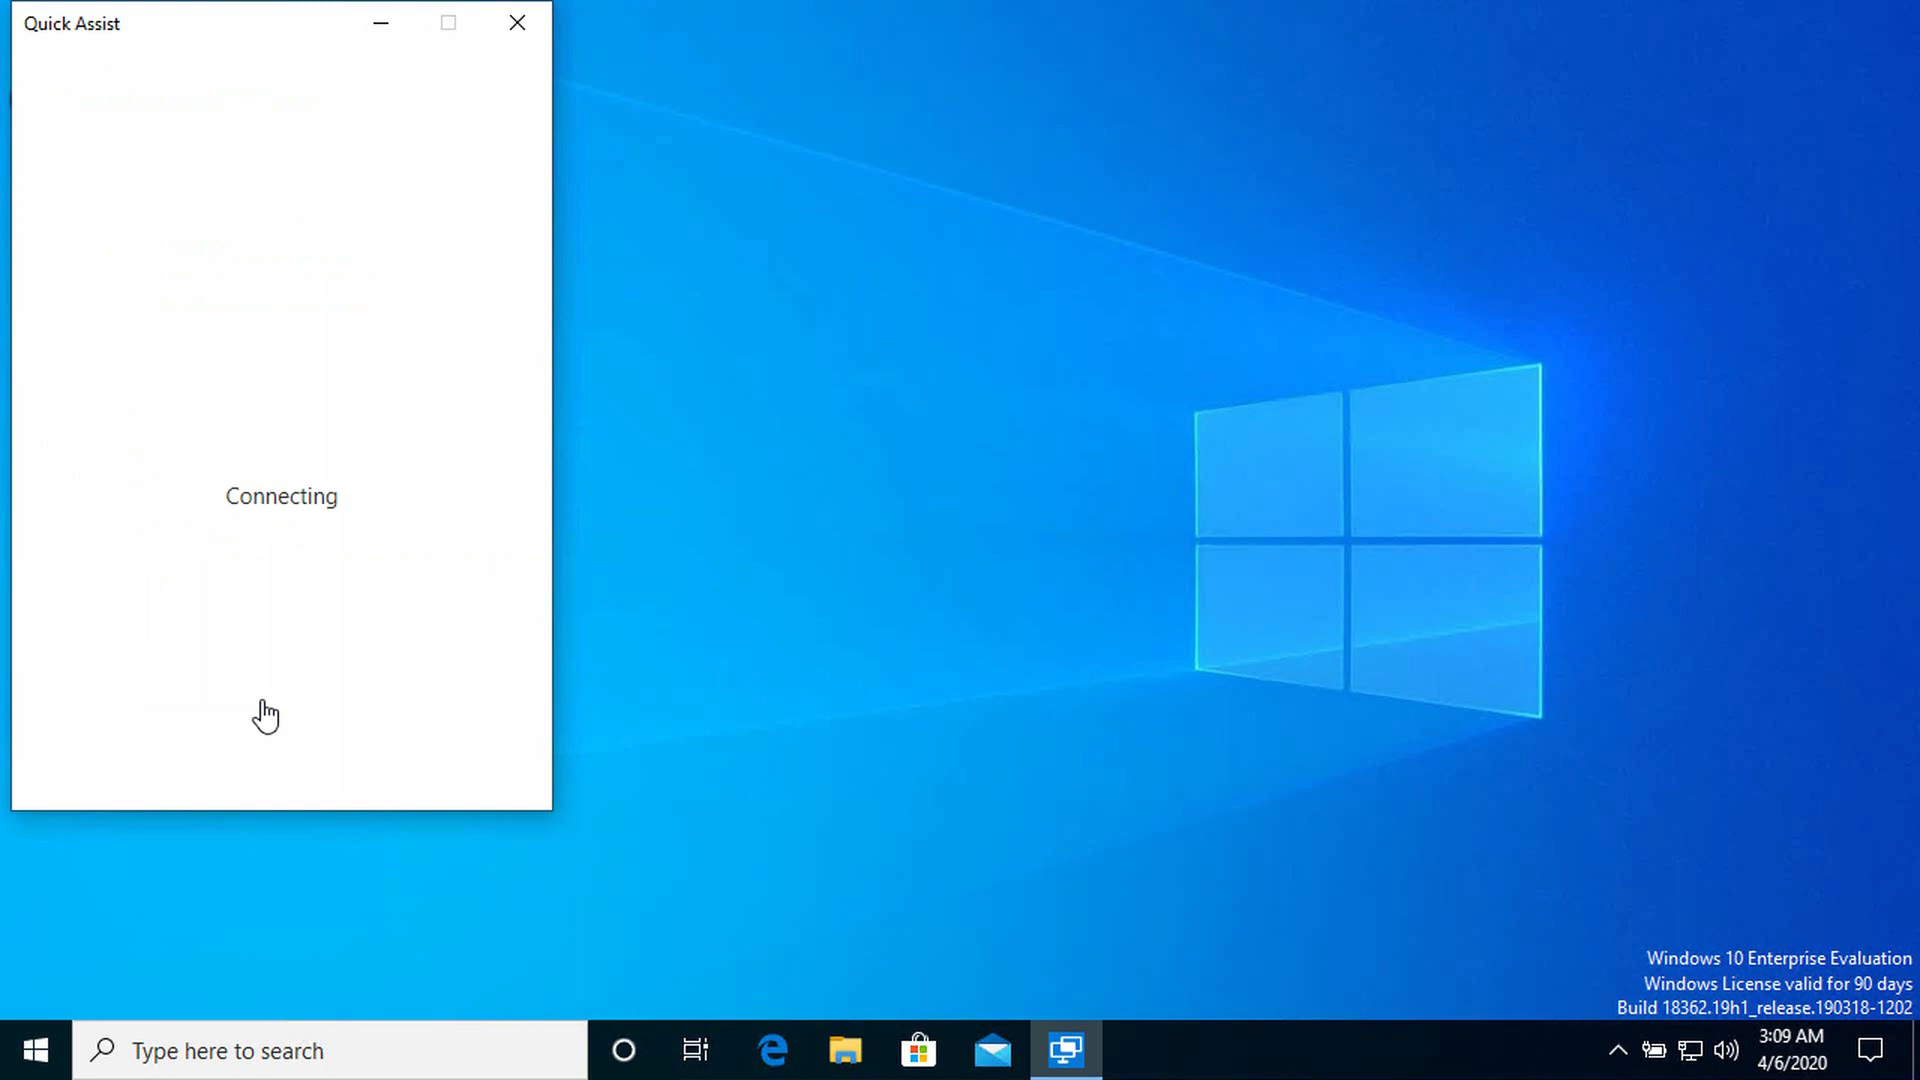 Quick Assist
Connecting
Windows 10 Enterprise Evaluation
Windows License valid for 90 days
Build 18362.19h1_release.190318-1202
Type here to search
3:09 AM
4/6/2020